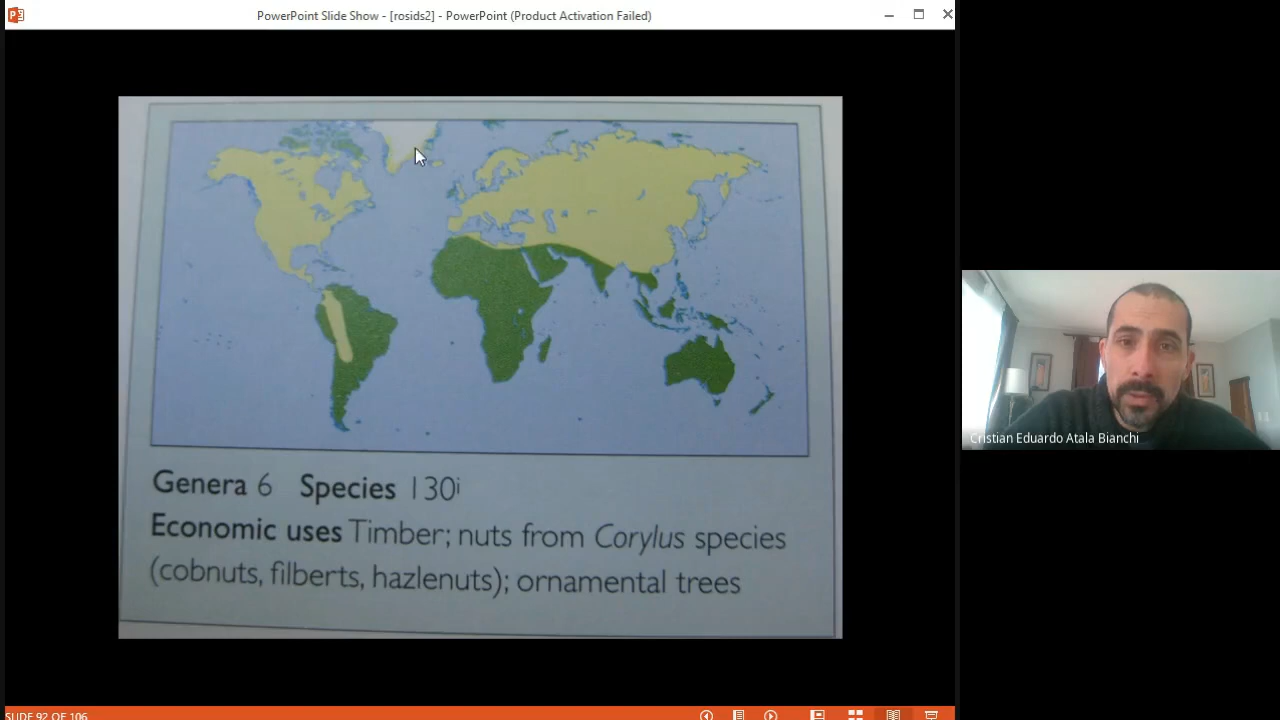 PowerPoint Slide Show - [rosids2] - PowerPoint (Product Activation Failed)
Genera 6 Species 130i
Economic uses Timber; nuts from Corylus species
(cobnuts, filberts, hazlenuts); ornamental trees
Cristian Eduardo Atala Bianchi
SLIDE 92 OF 106